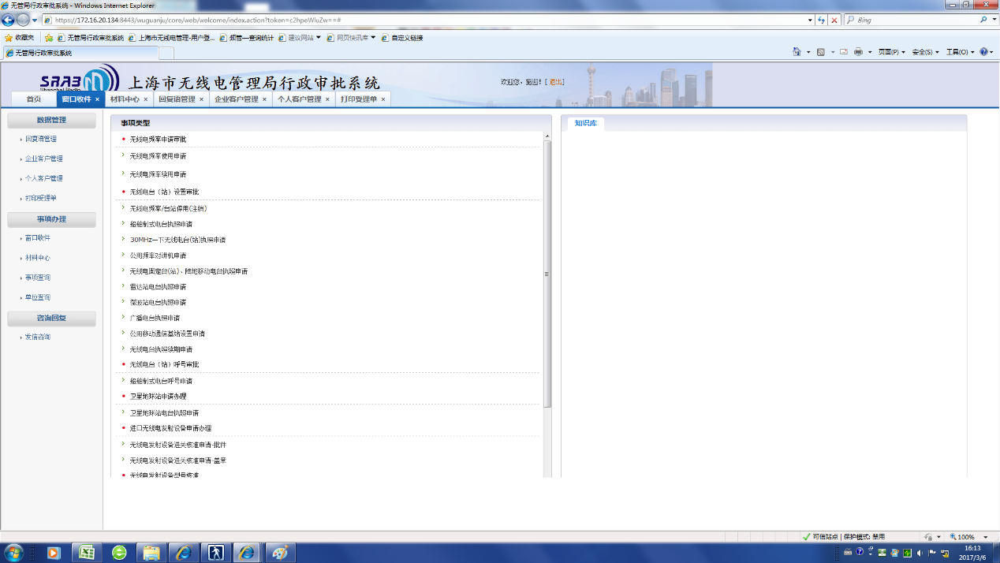 无管局行政审批系统 - Windows Internet Explorer
https://172.16.20.134:8443/wuguanju/core/web/welcome/index.action?token=c2hpeWluZw==#
Bing
收藏夹 无管局行政审批系统 上海市无线电管理-用户登... 频管一查询统计 建议网站 网页快讯库 自定义链接
无管局行政审批系统
页面(P) 安全(S) 工具(O)
SRAB 上海市无线电管理局行政审批系统
Shanghai Radio
欢迎您，施迎！[ 退出]
首页 窗口收件 × 材料中心 × 回复语管理 × 企业客户管理 × 个人客户管理 × 打印受理单 ×
数据管理
回复语管理
企业客户管理
个人客户管理
打印受理单
事项办理
窗口收件
材料中心
事项查询
单位查询
咨询回复
发信咨询
事项类型
无线电频率申请审批
无线电频率使用申请
无线电频率续用申请
无线电台（站）设置审批
无线电频率/台站停用(注销)
船舶制式电台执照申请
30MHz以下无线电台(站)执照申请
公用频率对讲机申请
无线电固定台(站)、陆地移动电台执照申请
雷达站电台执照申请
微波站电台执照申请
广播电台执照申请
公用移动通信基站设置申请
无线电台执照续期申请
无线电台（站）呼号审批
船舶制式电台呼号申请
卫星地球站申请办理
卫星地球站电台执照申请
进口无线电发射设备申请办理
无线电发射设备进关核准申请-批件
无线电发射设备进关核准申请-盖章
无线电发射设备型号核准
知识库
可信站点 | 保护模式: 禁用
100%
16:13
2017/3/6